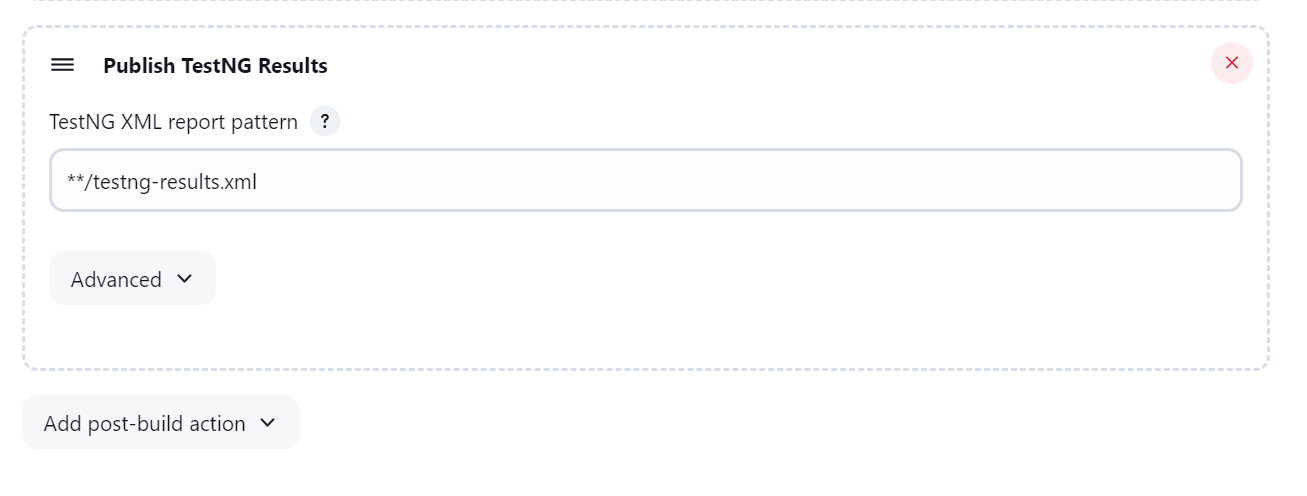 Publish TestNG Results
TestNG XML report pattern ?
**/testng-results.xml
Advanced
Add post-build action